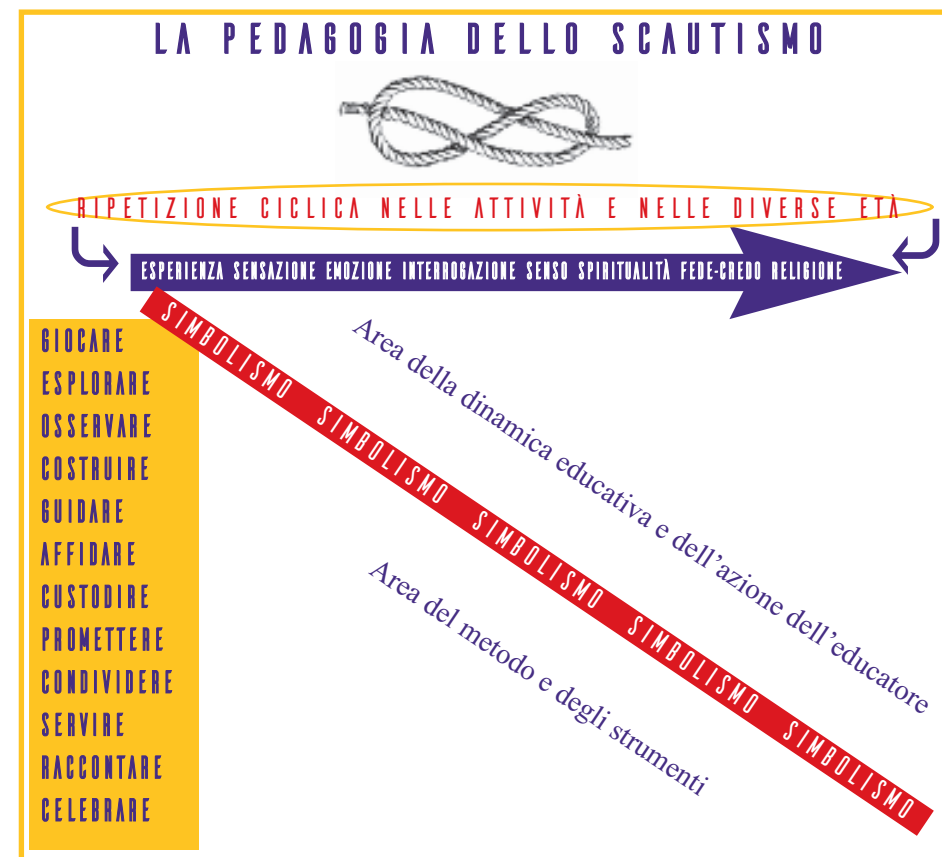 LA PEDAGOGIA DELLO SCAUTISMO
RIPETIZIONE CICLICA NELLE ATTIVITÀ E NELLE DIVERSE ETÀ
ESPERIENZA SENSAZIONE EMOZIONE INTERROGAZIONE SENSO SPIRITUALITÀ FEDE-CREDO RELIGIONE
SIMBOLISMO SIMBOLISMO SIMBOLISMO SIMBOLISMO SIMBOLISMO
Area della dinamica educativa e dell'azione dell'educatore
Area del metodo e degli strumenti
GIOCARE
ESPLORARE
OSSERVARE
COSTRUIRE
GUIDARE
AFFIDARE
CUSTODIRE
PROMETTERE
CONDIVIDERE
SERVIRE
RACCONTARE
CELEBRARE